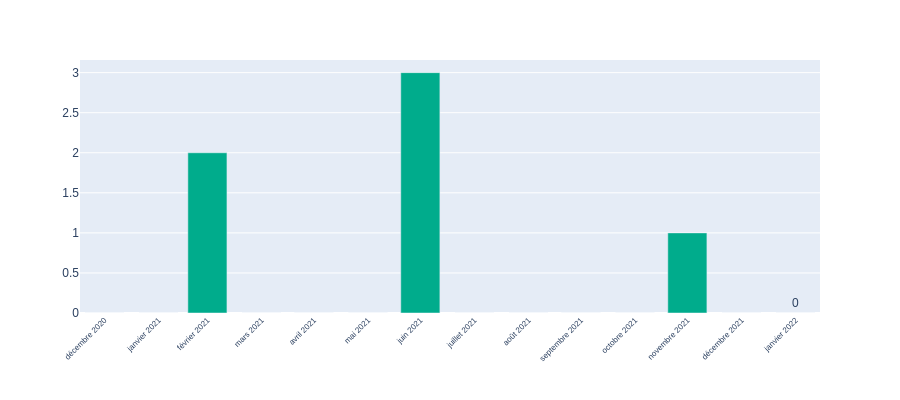 3
2.5
2
1.5
1
0.5
0
0
décembre 2020
janvier 2021
février 2021
mars 2021
avril 2021
mai 2021
juin 2021
juillet 2021
août 2021
septembre 2021
octobre 2021
novembre 2021
décembre 2021
janvier 2022